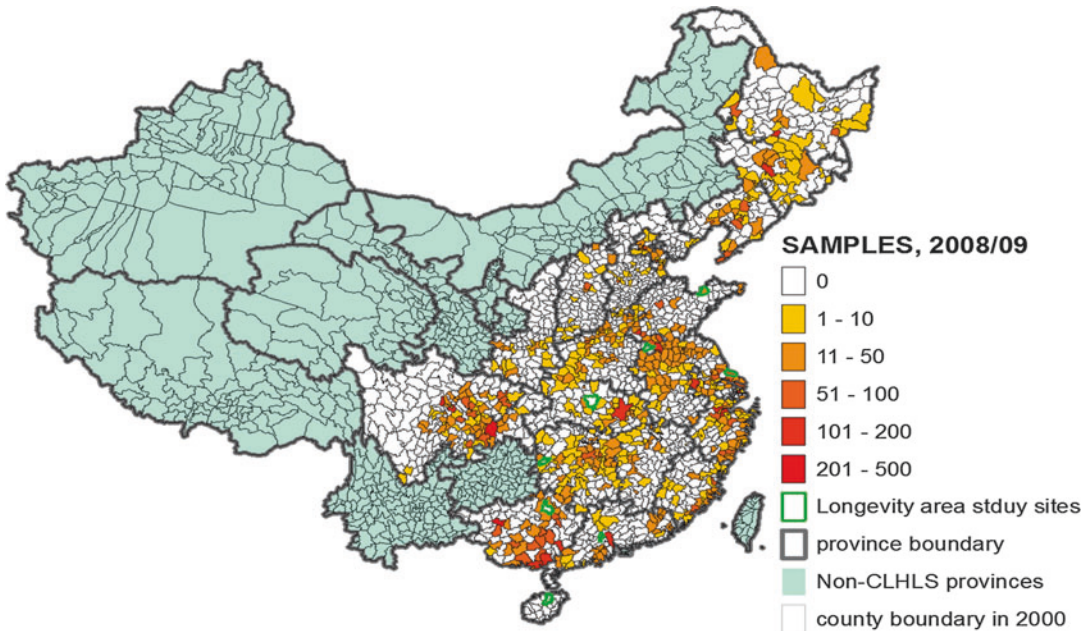 SAMPLES, 2008/09
0
1 - 10
11 - 50
51 - 100
101 - 200
201 - 500
Longevity area stduy sites
province boundary
Non-CLHLS provinces
county boundary in 2000